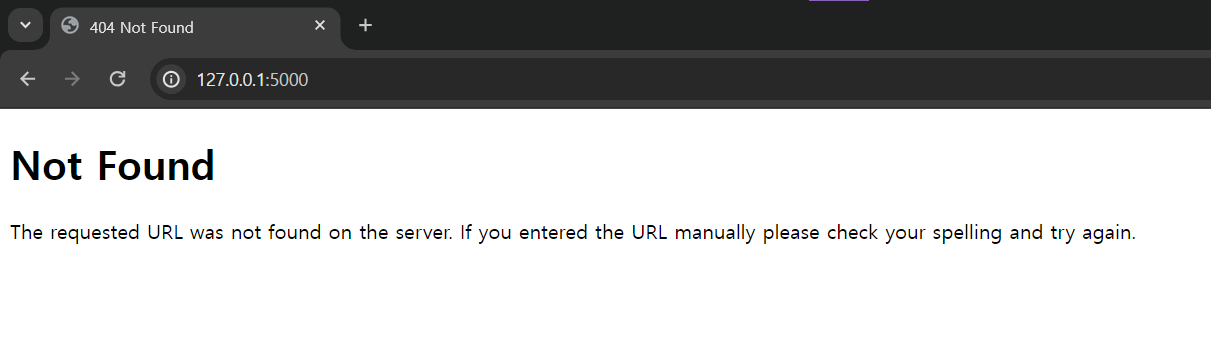 404 Not Found
127.0.0.1:5000
Not Found
The requested URL was not found on the server. If you entered the URL manually please check your spelling and try again.